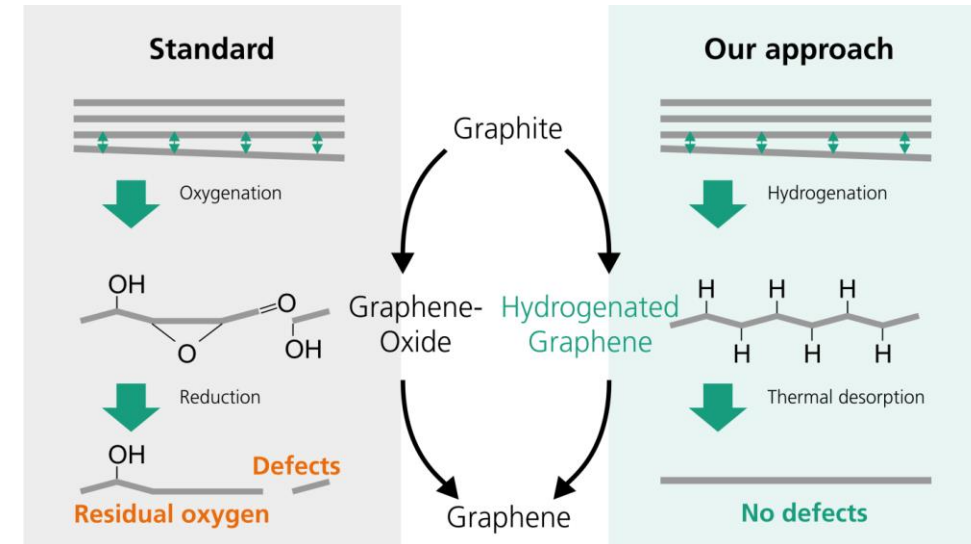 Standard
Oxygenation
OH
O
O
OH
Reduction
OH
Defects
Residual oxygen
Graphite
Graphene-
Oxide
Hydrogenated
Graphene
Graphene
Our approach
Hydrogenation
H H H
H H H
Thermal desorption
No defects